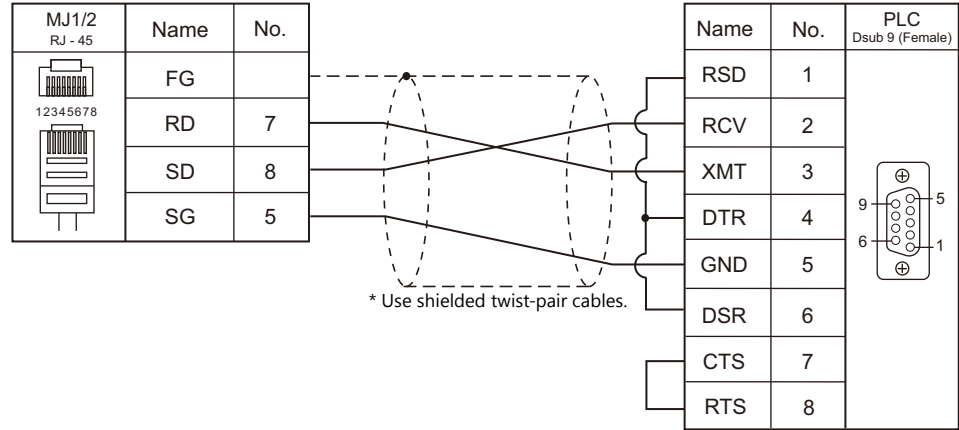 MJ1/2
RJ - 45
Name
No.
FG
RD
7
SD
8
SG
5
12345678
* Use shielded twist-pair cables.
Name
No.
PLC
Dsub 9 (Female)
RSD
1
RCV
2
XMT
3
DTR
4
GND
5
DSR
6
CTS
7
RTS
8
9
5
6
1